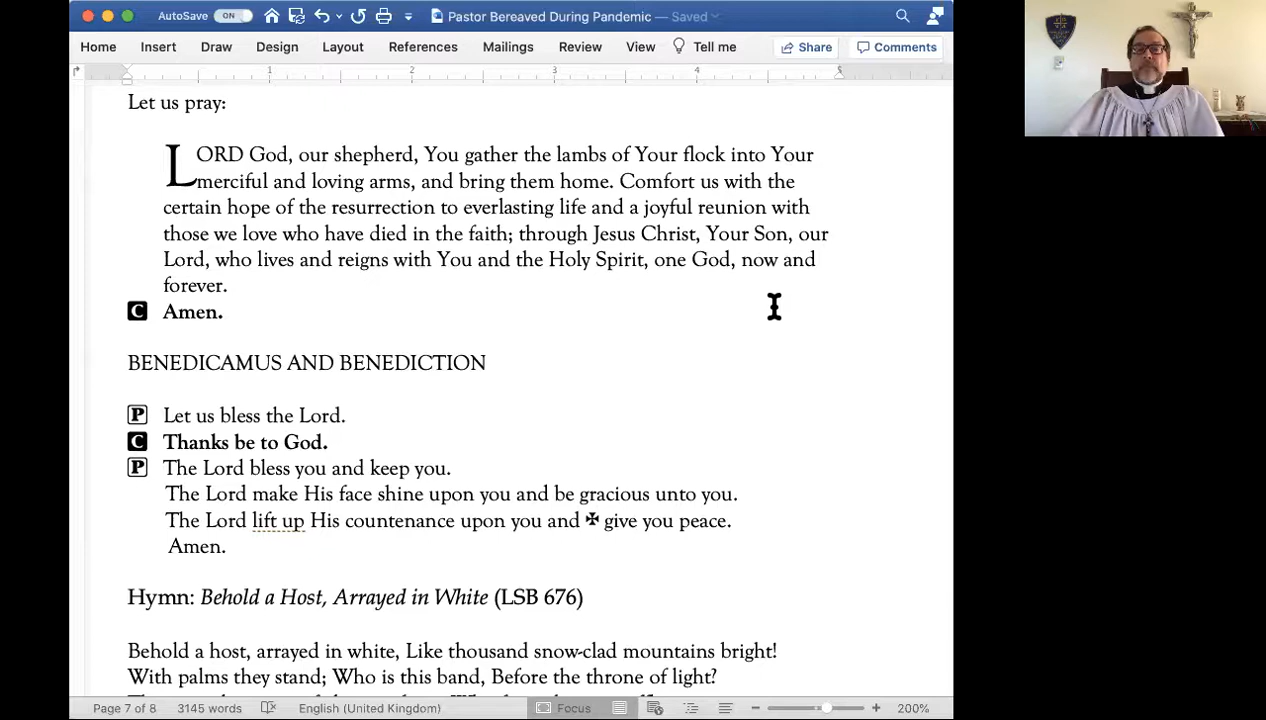 AutoSave ON Pastor Bereaved During Pandemic — Saved
Home Insert Draw Design Layout References Mailings Review View Tell me Share Comments
1 2 3 4
Let us pray:
LORD God, our shepherd, You gather the lambs of Your flock into Your
merciful and loving arms, and bring them home. Comfort us with the
certain hope of the resurrection to everlasting life and a joyful reunion with
those we love who have died in the faith; through Jesus Christ, Your Son, our
Lord, who lives and reigns with You and the Holy Spirit, one God, now and
forever.
C Amen.
BENEDICAMUS AND BENEDICTION
P Let us bless the Lord.
C Thanks be to God.
P The Lord bless you and keep you.
The Lord make His face shine upon you and be gracious unto you.
The Lord lift up His countenance upon you and ✠ give you peace.
Amen.
Hymn: Behold a Host, Arrayed in White (LSB 676)
Behold a host, arrayed in white, Like thousand snow-clad mountains bright!
With palms they stand; Who is this band, Before the throne of light?
Page 7 of 8 3145 words English (United Kingdom) Focus 200%